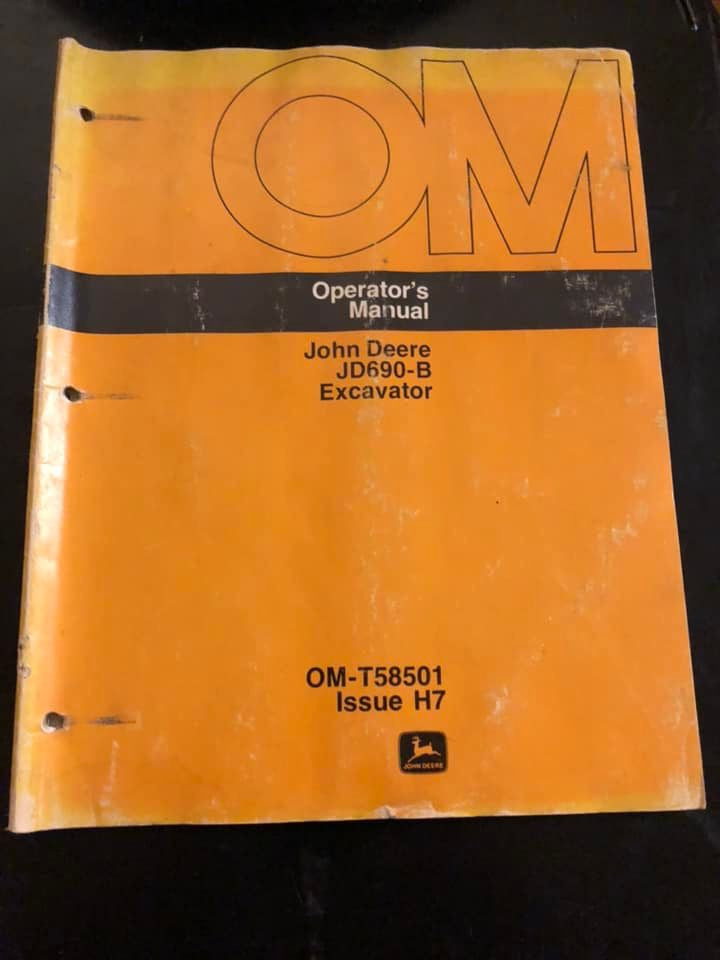 OM
Operator's
Manual
John Deere
JD690-B
Excavator
OM-T58501
Issue H7
JOHN DEERE